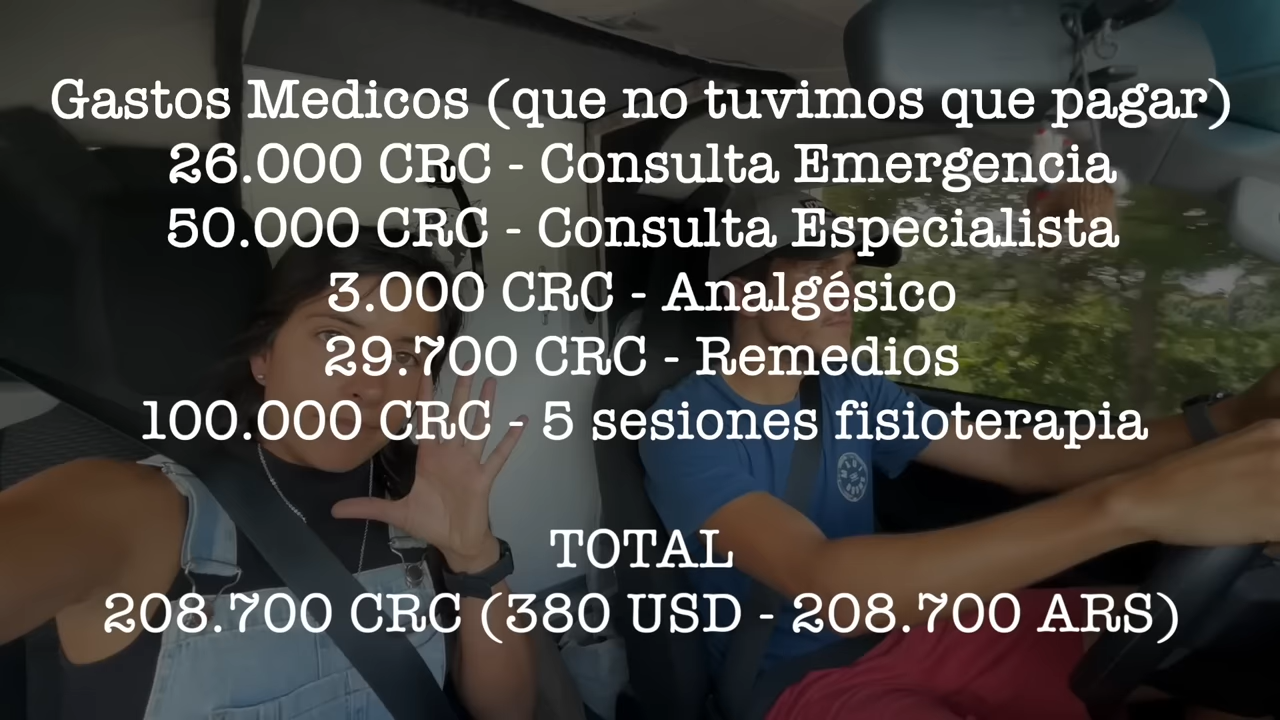 Gastos Medicos (que no tuvimos que pagar)
26.000 CRC - Consulta Emergencia
50.000 CRC - Consulta Especialista
3.000 CRC - Analgésico
29.700 CRC - Remedios
100.000 CRC - 5 sesiones fisioterapia
TOTAL
208.700 CRC (380 USD - 208.700 ARS)